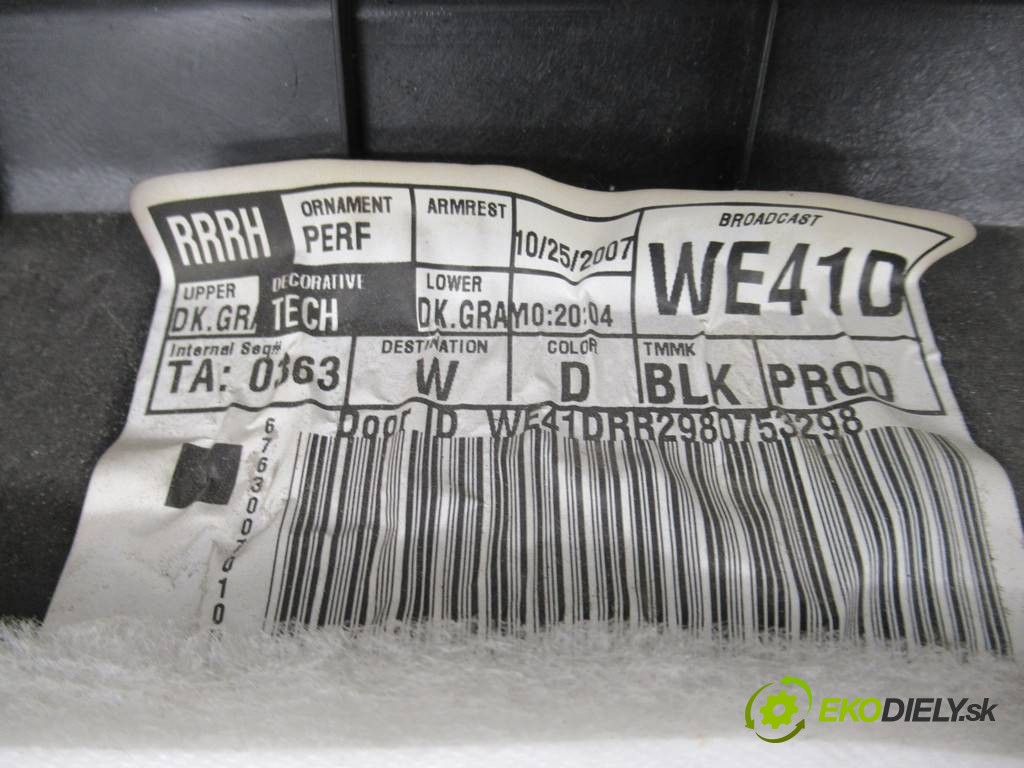 RRRH
ORNAMENT
PERF
ARMREST
10/25/2007
BROADCAST
WE41D
UPPER
DK.GRA
DECORATIVE
TECH
LOWER
DK.GRAY
10:20:04
Internal Seq#
TA: 0363
DESTINATION
W
COLOR
D
TMMK
BLK
PROD
Door ID WE41DRR2980753298
EKODIELY.sk